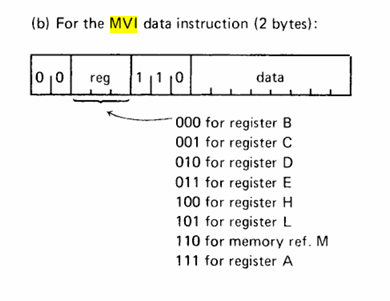 (b) For the MVI data instruction (2 bytes):
0 0 reg 1 1 0 data
000 for register B
001 for register C
010 for register D
011 for register E
100 for register H
101 for register L
110 for memory ref. M
111 for register A